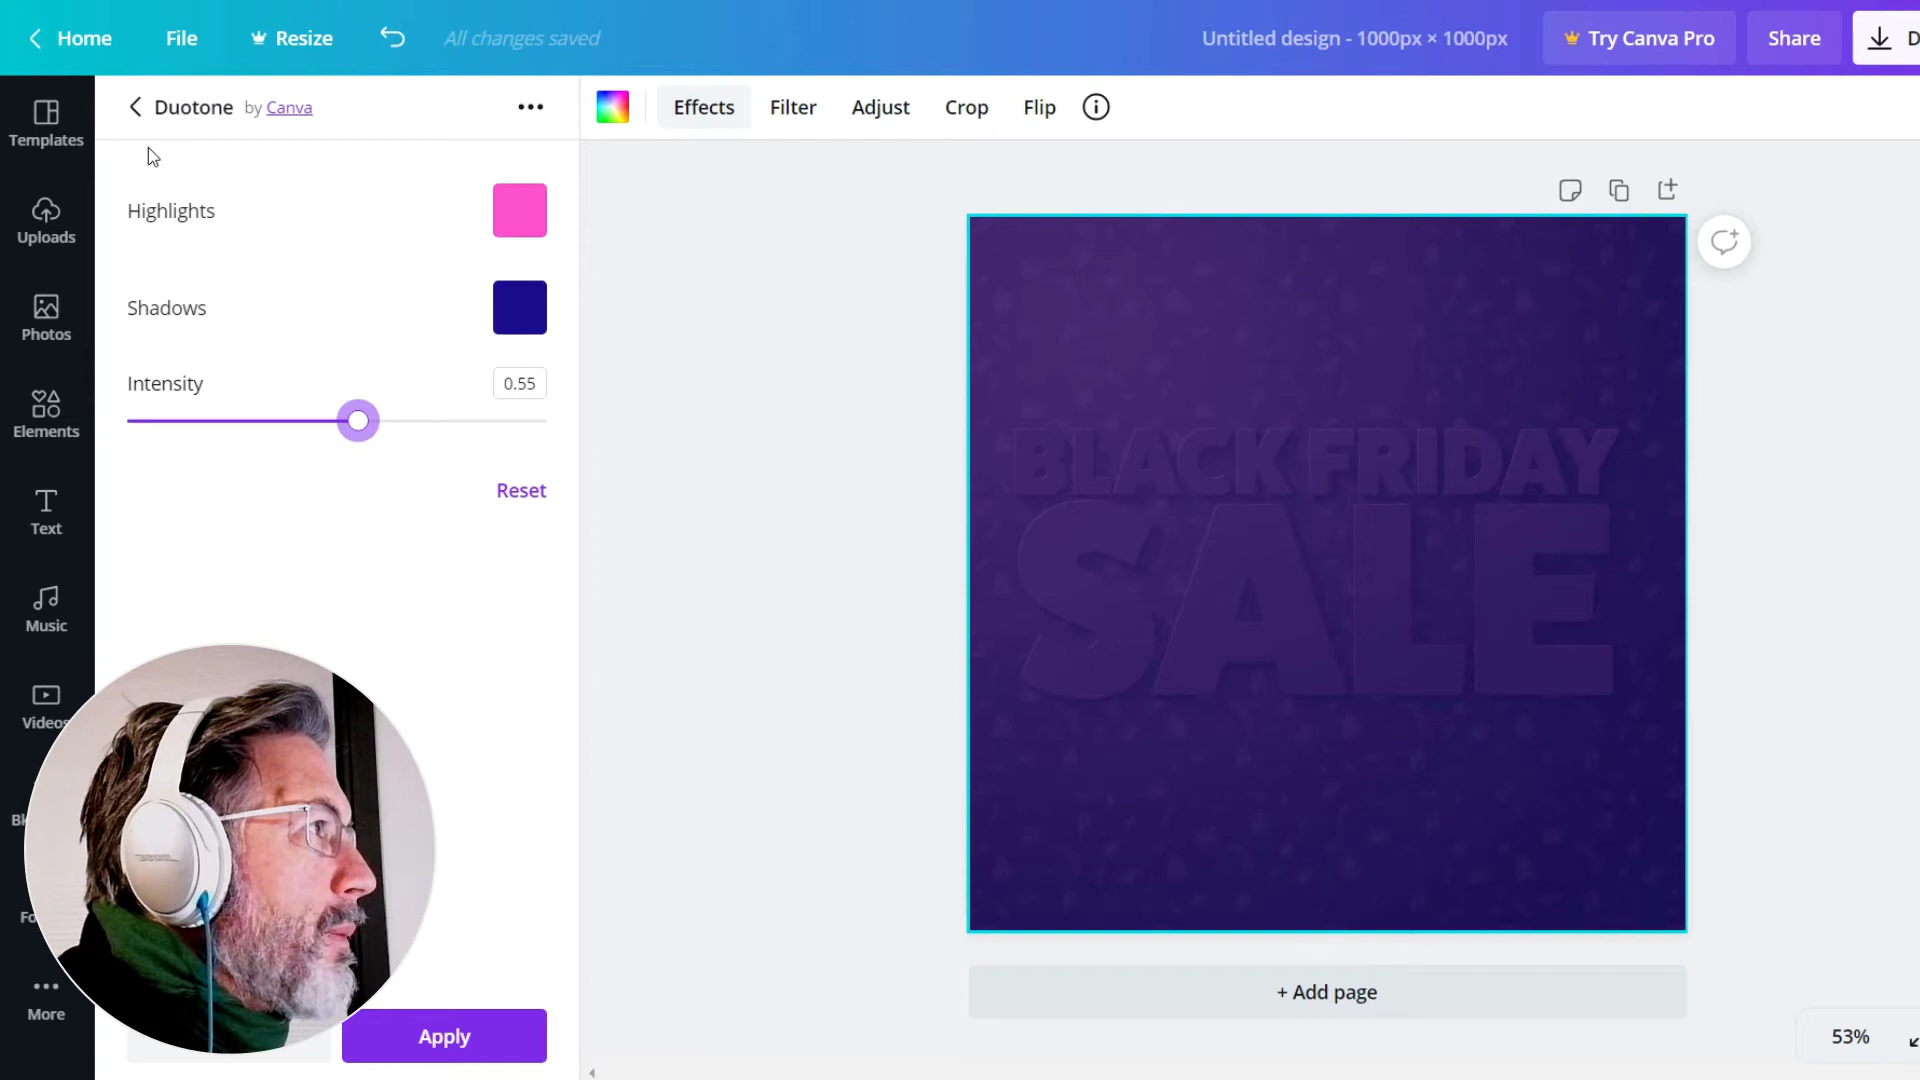 Home File Resize All changes saved Untitled design - 1000px × 1000px Try Canva Pro Share
Duotone by Canva
Effects Filter Adjust Crop Flip
Templates
Uploads
Photos
Elements
Text
Music
Videos
More
Highlights
Shadows
Intensity 0.55
Reset
Apply
BLACK FRIDAY
SALE
+ Add page
53%